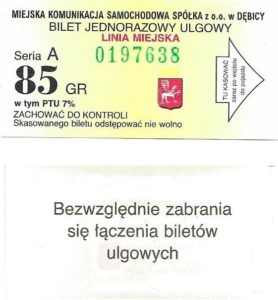 MIEJSKA KOMUNIKACJA SAMOCHODOWA SPÓŁKA z o.o. w DĘBICY
BILET JEDNORAZOWY ULGOWY
LINIA MIEJSKA
Seria A 0197638
85 GR
w tym PTU 7%
ZACHOWAĆ DO KONTROLI
Skasowanego biletu odstępować nie wolno
TU KASOWAĆ
zaraz po wejściu
do pojazdu
Bezwzględnie zabrania
się łączenia biletów
ulgowych